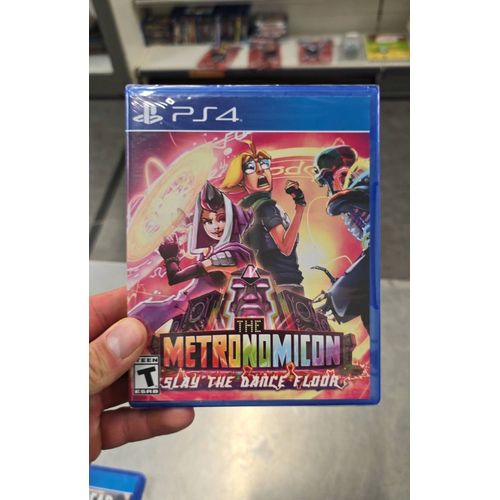 PS4
THE
METRONOMICON
SLAY THE DANCE FLOOR
TEEN
T
ESRB